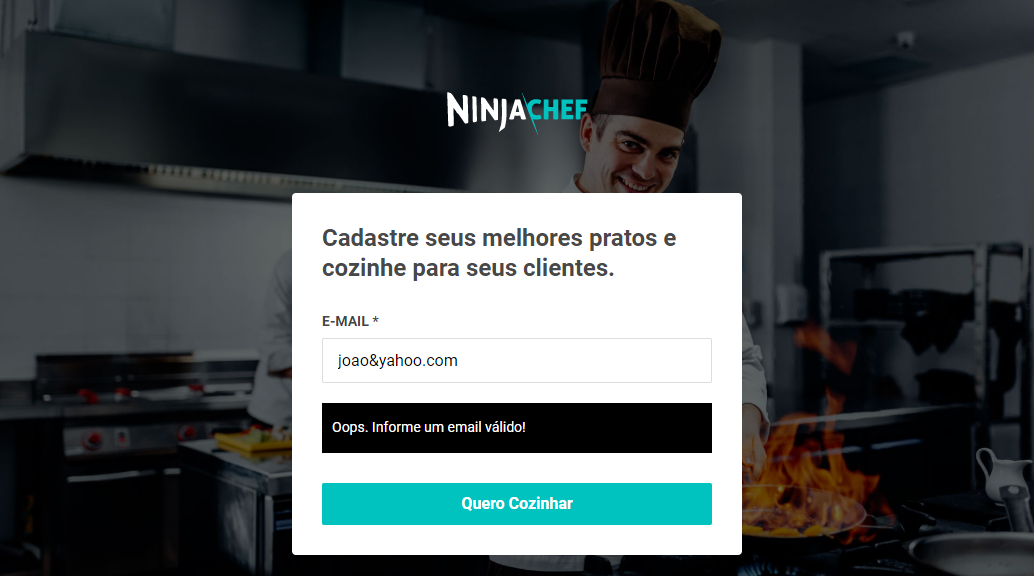 NINJACHEF
Cadastre seus melhores pratos e
cozinhe para seus clientes.
E-MAIL *
joao&yahoo.com
Oops. Informe um email válido!
Quero Cozinhar